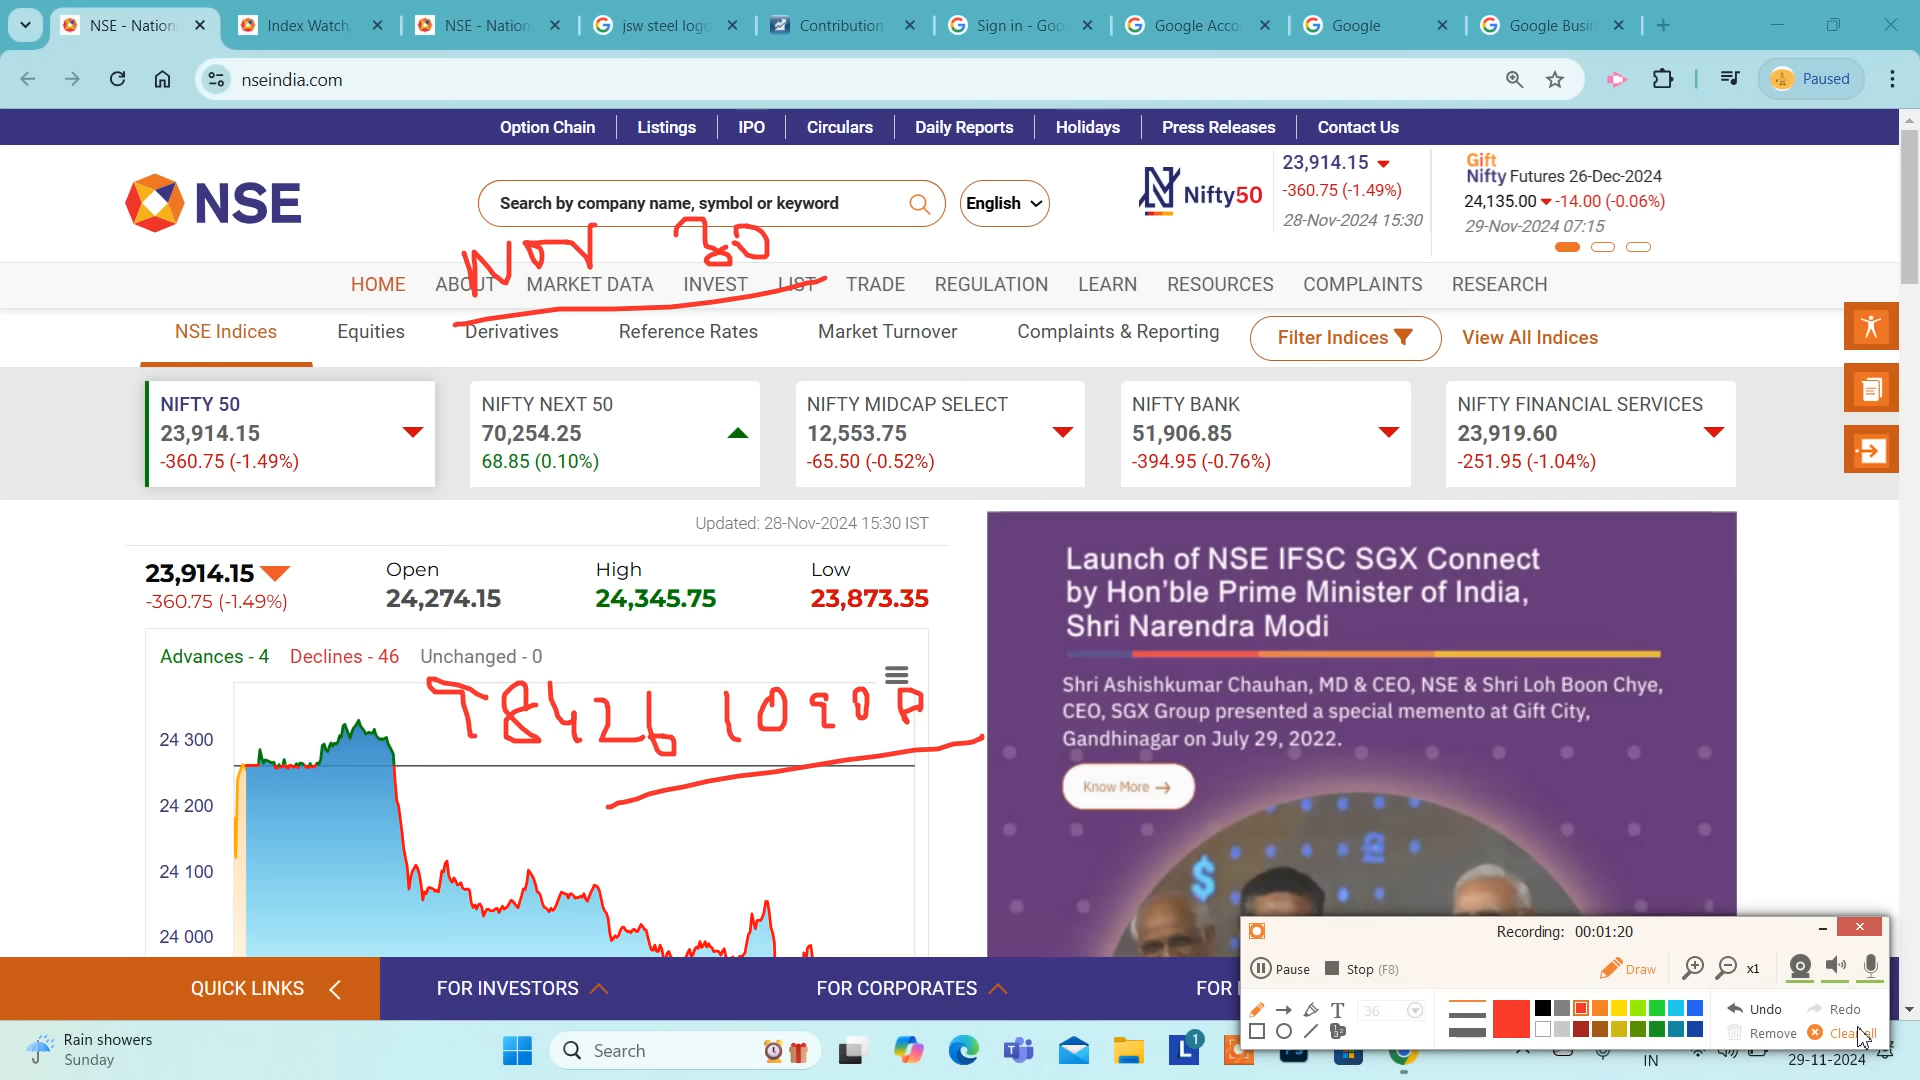 NSE - Nation
Index Watch,
NSE - Nation
jsw steel logo
Contribution
Sign in - Goo
Google Acco
Google
Google Busin
nseindia.com
Paused
Option Chain
Listings
IPO
Circulars
Daily Reports
Holidays
Press Releases
Contact Us
NSE
Search by company name, symbol or keyword
English
Nifty50
23,914.15
-360.75 (-1.49%)
28-Nov-2024 15:30
Gift
Nifty Futures 26-Dec-2024
24,135.00 -14.00 (-0.06%)
29-Nov-2024 07:15
Nov 30
HOME
ABOUT
MARKET DATA
INVEST
LIST
TRADE
REGULATION
LEARN
RESOURCES
COMPLAINTS
RESEARCH
NSE Indices
Equities
Derivatives
Reference Rates
Market Turnover
Complaints & Reporting
Filter Indices
View All Indices
NIFTY 50
23,914.15
-360.75 (-1.49%)
NIFTY NEXT 50
70,254.25
68.85 (0.10%)
NIFTY MIDCAP SELECT
12,553.75
-65.50 (-0.52%)
NIFTY BANK
51,906.85
-394.95 (-0.76%)
NIFTY FINANCIAL SERVICES
23,919.60
-251.95 (-1.04%)
Updated: 28-Nov-2024 15:30 IST
23,914.15
-360.75 (-1.49%)
Open
24,274.15
High
24,345.75
Low
23,873.35
Advances - 4
Declines - 46
Unchanged - 0
24 300
24 200
24 100
24 000
Launch of NSE IFSC SGX Connect
by Hon'ble Prime Minister of India,
Shri Narendra Modi
Shri Ashishkumar Chauhan, MD & CEO, NSE & Shri Loh Boon Chye,
CEO, SGX Group presented a special memento at Gift City,
Gandhinagar on July 29, 2022.
Know More
Recording: 00:01:20
Pause
Stop (F8)
Draw
x1
36
Undo
Redo
Remove
Clear all
QUICK LINKS
FOR INVESTORS
FOR CORPORATES
FOR
Rain showers
Sunday
Search
L
1
IN
29-11-2024